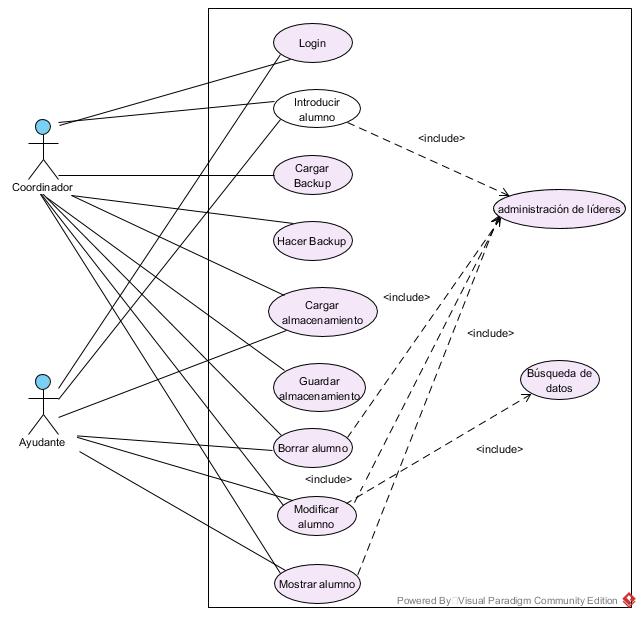 Login
Introducir
alumno
<include>
Cargar
Backup
Coordinador
administración de líderes
Hacer Backup
<include>
Cargar
almacenamiento
<include>
Guardar
almacenamiento
Búsqueda de
datos
Ayudante
Borrar alumno
<include>
<include>
Modificar
alumno
Mostrar alumno
Powered By Visual Paradigm Community Edition